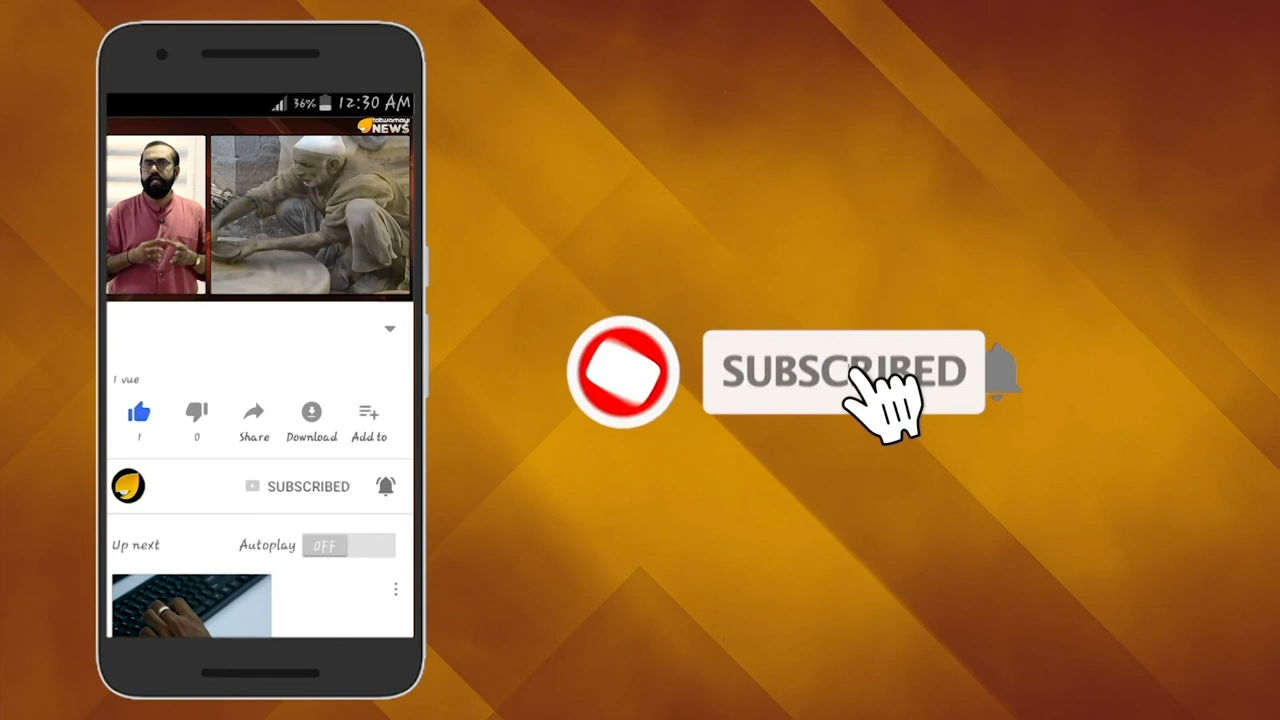 36% 12:30 AM
tatwamayi
NEWS
1 vue
1 0 Share Download Add to
SUBSCRIBED
Up next Autoplay OFF
SUBSCRIBED